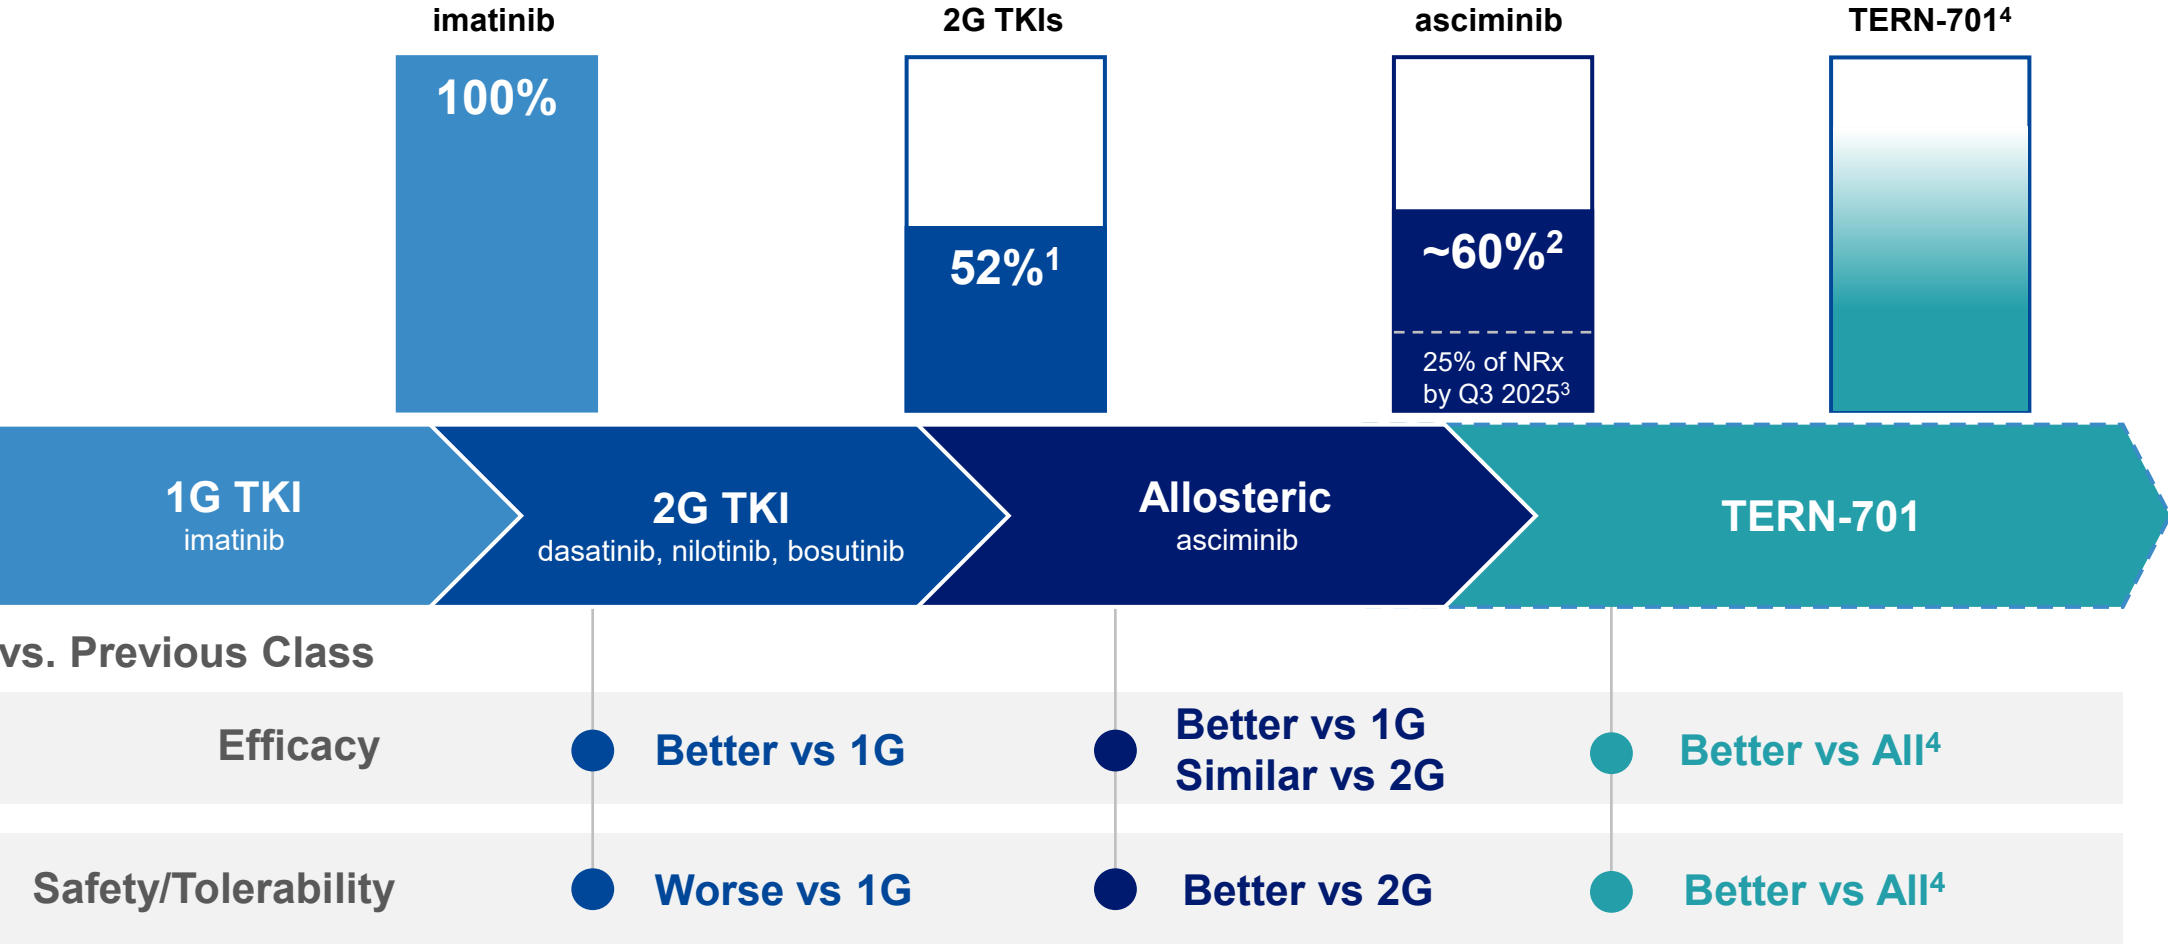 imatinib
2G TKIs
asciminib
TERN-701⁴
100%
52%¹
~60%²
25% of NRx
by Q3 2025³
1G TKI
imatinib
2G TKI
dasatinib, nilotinib, bosutinib
Allosteric
asciminib
TERN-701
vs. Previous Class
Efficacy
Better vs 1G
Better vs 1G
Similar vs 2G
Better vs All⁴
Safety/Tolerability
Worse vs 1G
Better vs 2G
Better vs All⁴